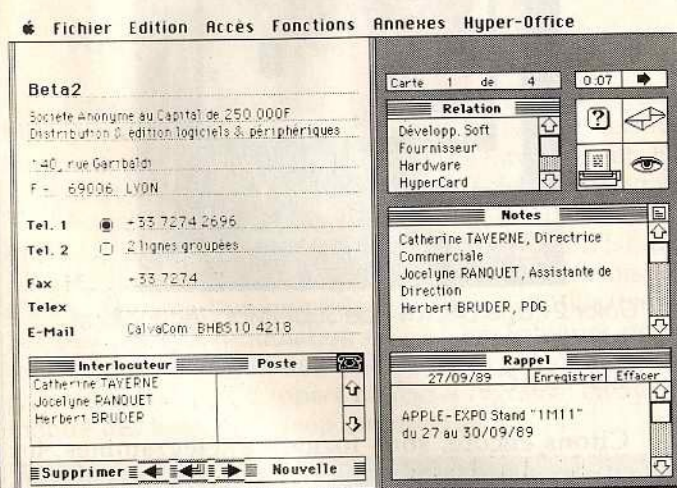 Fichier Edition Accès Fonctions Annexes Hyper-Office
Beta2
Société Anonyme au Capital de 250 000F
Distribution & édition logiciels & périphériques
140, rue Garibaldi
F - 69006 LYON
Tel. 1 +33 7274 2696
Tel. 2 2 lignes groupées
Fax +33 7274
Telex
E-Mail CalvaCom BHBS10 4218
Interlocuteur Poste
Catherine TAVERNE
Jocelyne RANQUET
Herbert BRUDER
Supprimer Nouvelle
Carte 1 de 4 0:07
Relation
Développ. Soft
Fournisseur
Hardware
HyperCard
?
Notes
Catherine TAVERNE, Directrice
Commerciale
Jocelyne RANQUET, Assistante de
Direction
Herbert BRUDER, PDG
Rappel
27/09/89 Enregistrer Effacer
APPLE-EXPO Stand "1M11"
du 27 au 30/09/89